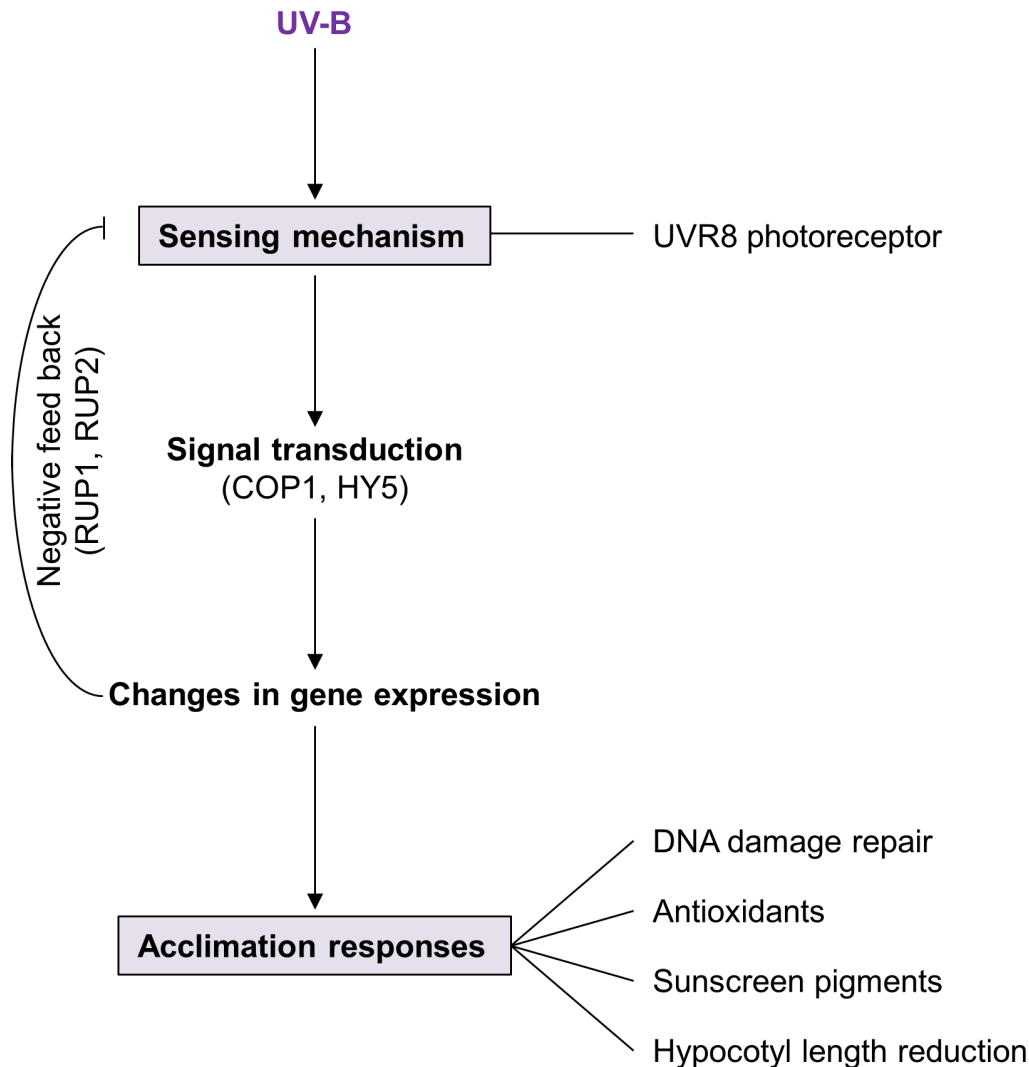 UV-B
Sensing mechanism
UVR8 photoreceptor
Negative feed back
(RUP1, RUP2)
Signal transduction
(COP1, HY5)
Changes in gene expression
Acclimation responses
DNA damage repair
Antioxidants
Sunscreen pigments
Hypocotyl length reduction